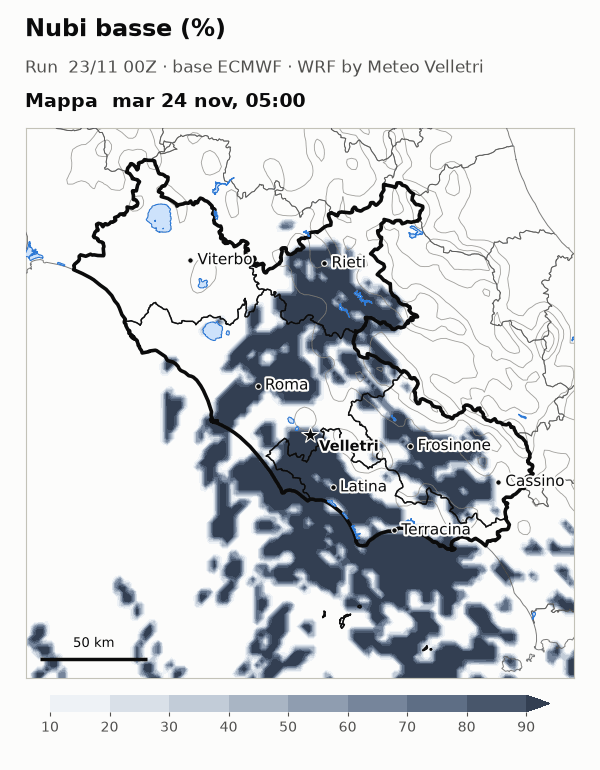 Nubi basse (%)
Run  23/11 00Z · base ECMWF · WRF by Meteo Velletri
Mappa  mar 24 nov, 05:00
Viterbo
Rieti
Roma
Velletri
Frosinone
Cassino
Latina
Terracina
50 km
10 20 30 40 50 60 70 80 90